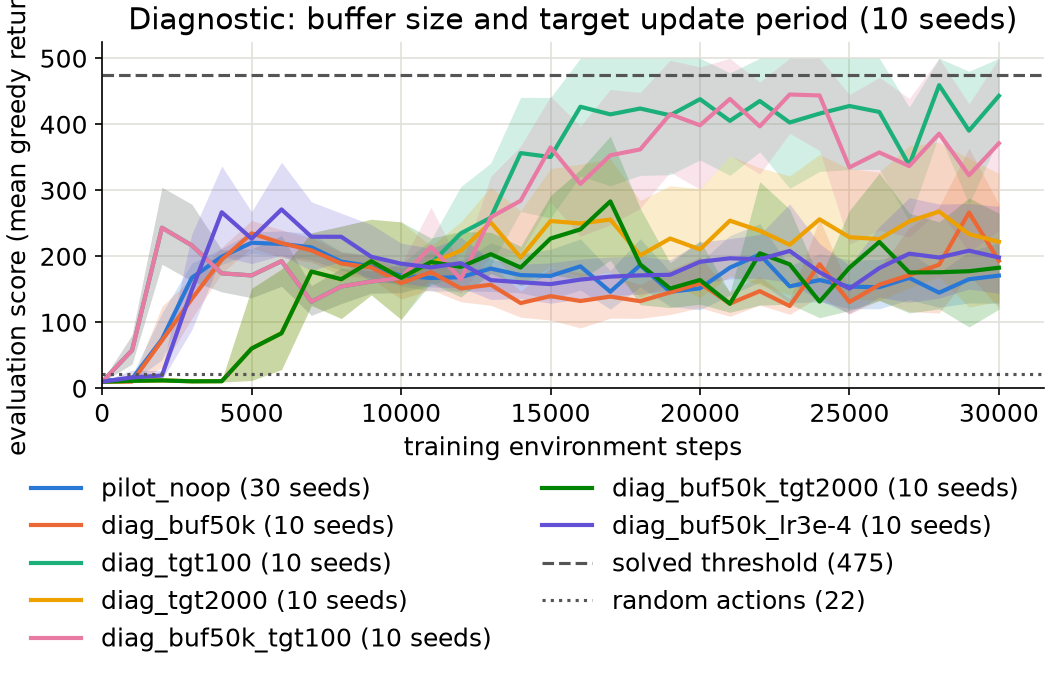 Diagnostic: buffer size and target update period (10 seeds)
evaluation score (mean greedy
500
400
300
200
100
0
0
5000
10000
15000
20000
25000
30000
training environment steps
pilot_noop (30 seeds)
diag_buf50k (10 seeds)
diag_tgt100 (10 seeds)
diag_tgt2000 (10 seeds)
diag_buf50k_tgt100 (10 seeds)
diag_buf50k_tgt2000 (10 seeds)
diag_buf50k_lr3e-4 (10 seeds)
solved threshold (475)
random actions (22)